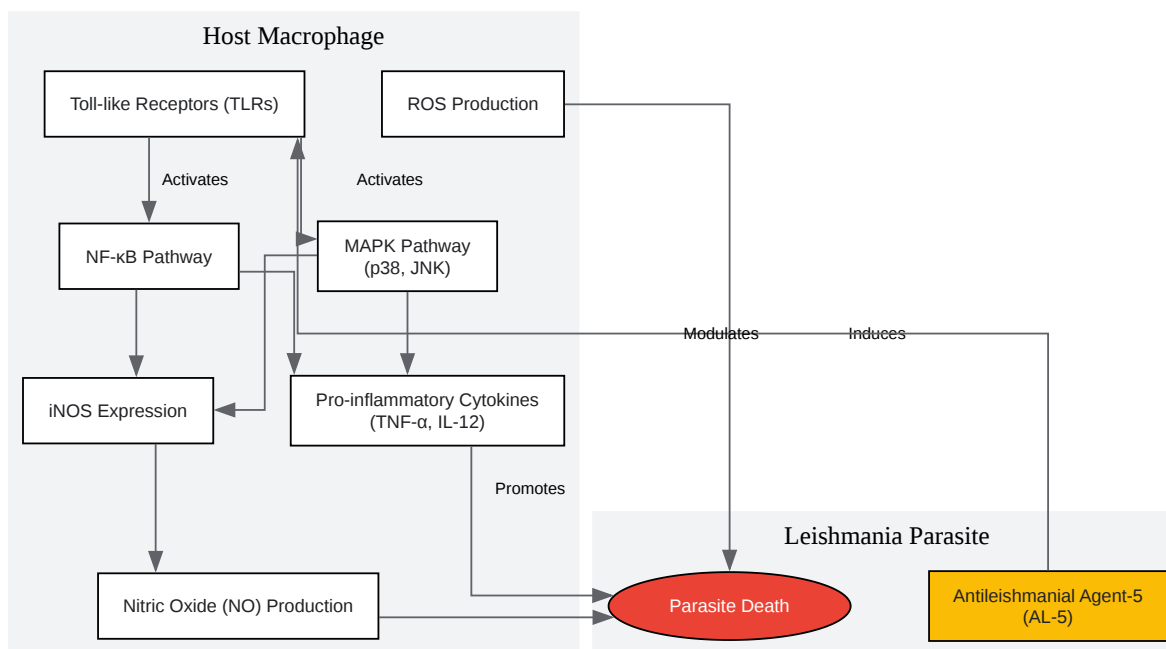 Host Macrophage
Toll-like Receptors (TLRs)
ROS Production
Activates
Activates
NF-κB Pathway
MAPK Pathway
(p38, JNK)
Modulates
Induces
iNOS Expression
Pro-inflammatory Cytokines
(TNF-α, IL-12)
Promotes
Leishmania Parasite
Nitric Oxide (NO) Production
Parasite Death
Antileishmanial Agent-5
(AL-5)